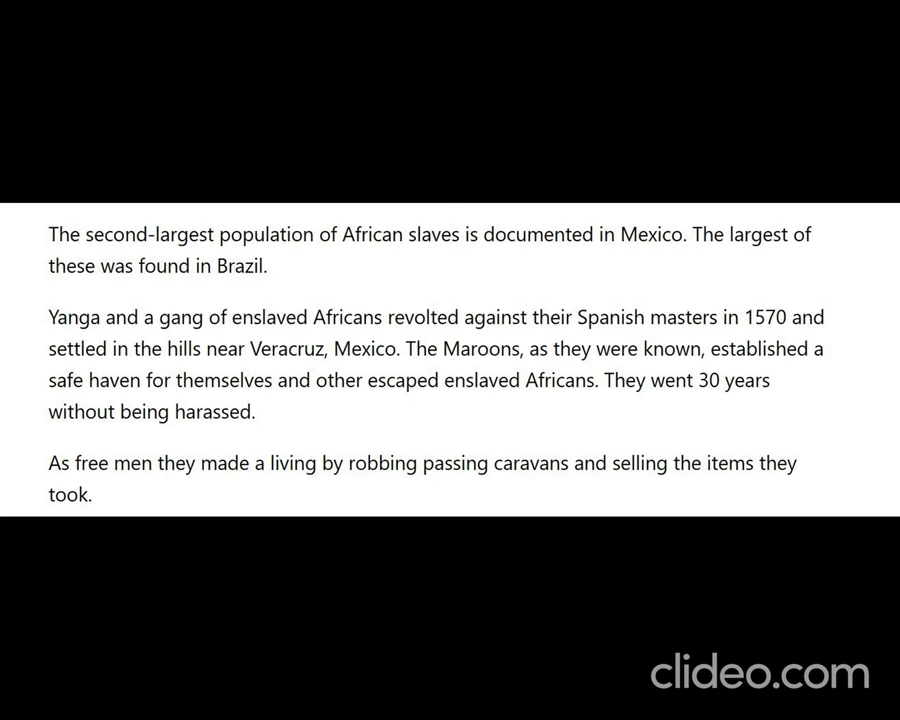 The second-largest population of African slaves is documented in Mexico. The largest of
these was found in Brazil.
Yanga and a gang of enslaved Africans revolted against their Spanish masters in 1570 and
settled in the hills near Veracruz, Mexico. The Maroons, as they were known, established a
safe haven for themselves and other escaped enslaved Africans. They went 30 years
without being harassed.
As free men they made a living by robbing passing caravans and selling the items they
took.
clideo.com